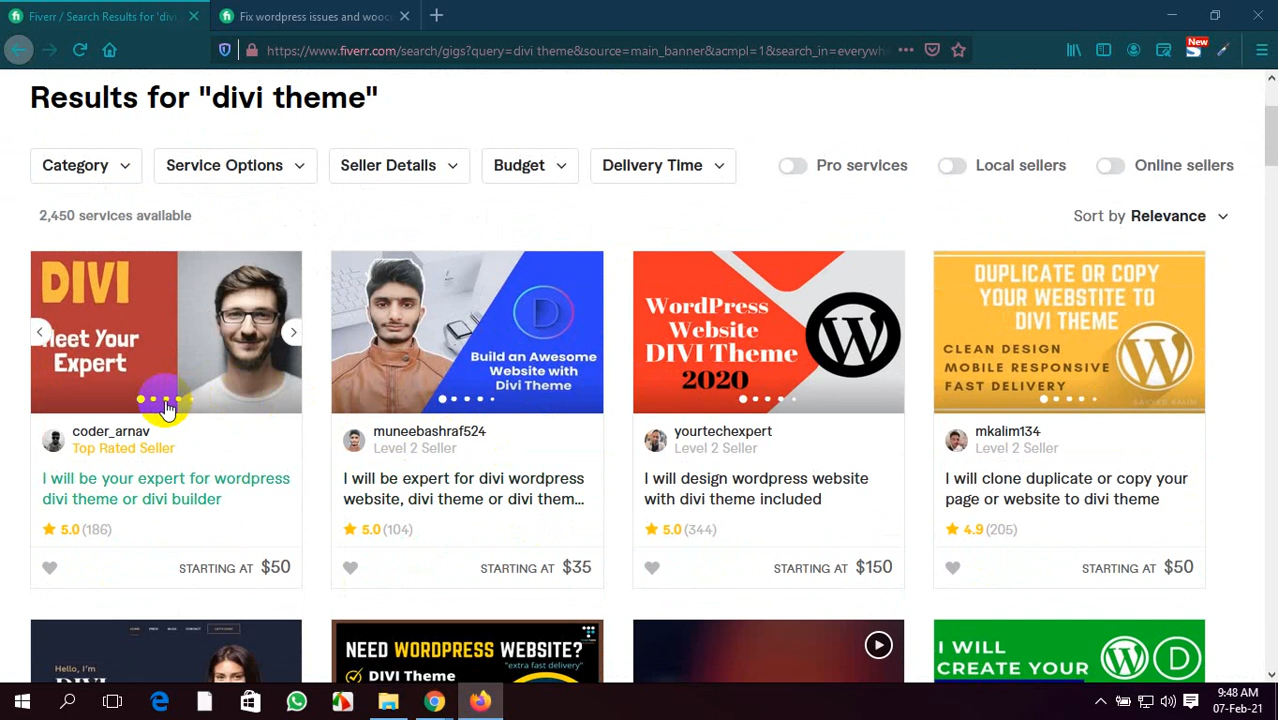 Fiverr / Search Results for 'divi
Fix wordpress issues and wooc
https://www.fiverr.com/search/gigs?query=divi theme&source=main_banner&acmpl=1&search_in=everywh
New
Results for "divi theme"
Category
Service Options
Seller Details
Budget
Delivery Time
Pro services
Local sellers
Online sellers
2,450 services available
Sort by Relevance
DIVI
Meet Your
Expert
coder_arnav
Top Rated Seller
I will be your expert for wordpress
divi theme or divi builder
5.0 (186)
STARTING AT $50
D
Build an Awesome
Website with
Divi Theme
muneebashraf524
Level 2 Seller
I will be expert for divi wordpress
website, divi theme or divi them...
5.0 (104)
STARTING AT $35
WordPress
Website
DIVI Theme
2020
yourtechexpert
Level 2 Seller
I will design wordpress website
with divi theme included
5.0 (344)
STARTING AT $150
DUPLICATE OR COPY
YOUR WEBSTITE TO
DIVI THEME
CLEAN DESIGN
MOBILE RESPONSIVE
FAST DELIVERY
mkalim134
Level 2 Seller
I will clone duplicate or copy your
page or website to divi theme
4.9 (205)
STARTING AT $50
Hello, I'm
NEED WORDPRESS WEBSITE?
"extra fast delivery"
DIVI Theme
I WILL
CREATE YOUR
D
9:48 AM
07-Feb-21